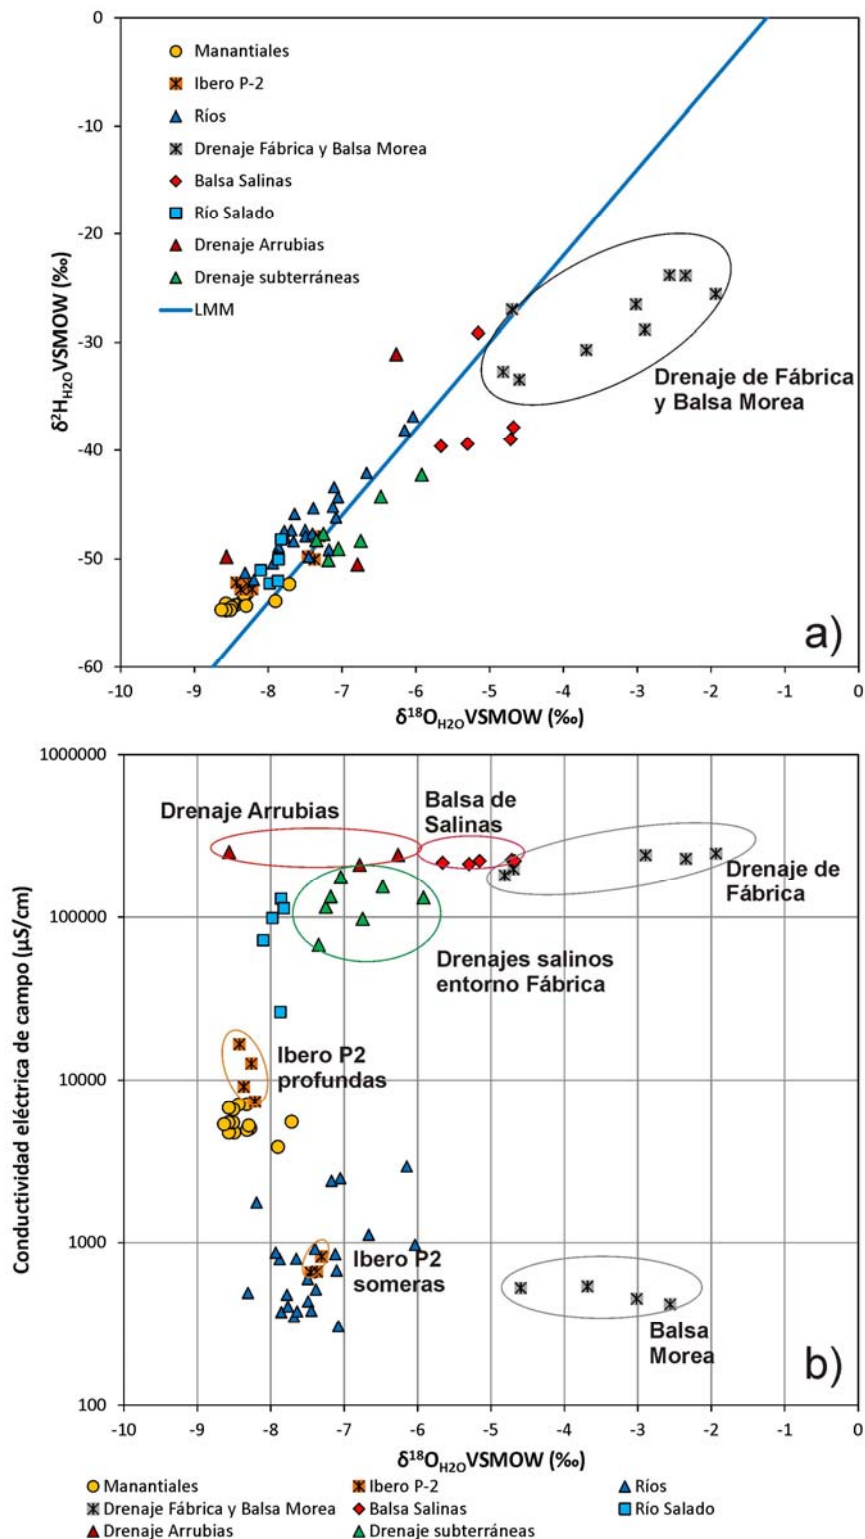 0
-10
-20
-30
-40
-50
-60
δ²H_H2O VSMOW (‰)
Manantiales
Ibero P-2
Ríos
Drenaje Fábrica y Balsa Morea
Balsa Salinas
Río Salado
Drenaje Arrubias
Drenaje subterráneas
LMM
Drenaje de Fábrica
y Balsa Morea
a)
-10 -9 -8 -7 -6 -5 -4 -3 -2 -1 0
δ¹⁸O_H2O VSMOW (‰)
1000000
100000
10000
1000
100
Conductividad eléctrica de campo (µS/cm)
Drenaje Arrubias
Balsa de
Salinas
Drenaje de
Fábrica
Drenajes salinos
entorno Fábrica
Ibero P2
profundas
Ibero P2
someras
Balsa
Morea
b)
-10 -9 -8 -7 -6 -5 -4 -3 -2 -1 0
δ¹⁸O_H2O VSMOW (‰)
Manantiales Ibero P-2 Ríos
Drenaje Fábrica y Balsa Morea Balsa Salinas Río Salado
Drenaje Arrubias Drenaje subterráneas